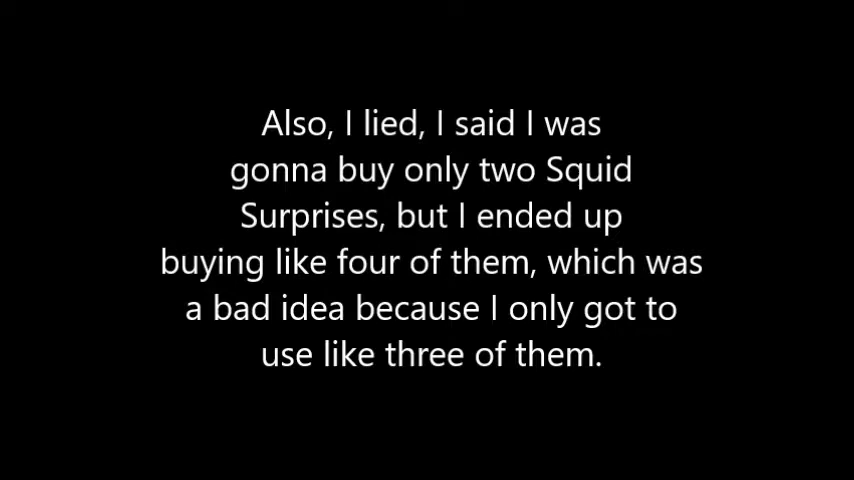 Also, I lied, I said I was
gonna buy only two Squid
Surprises, but I ended up
buying like four of them, which was
a bad idea because I only got to
use like three of them.